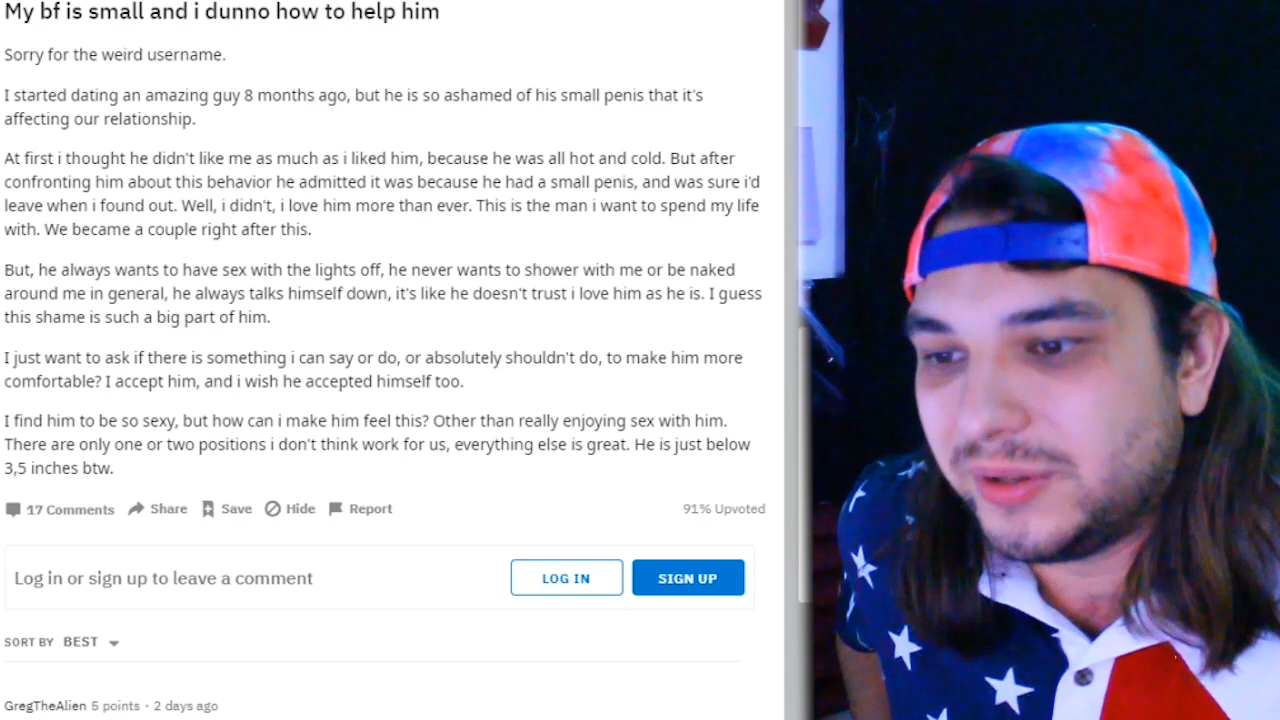 My bf is small and i dunno how to help him
Sorry for the weird username.
I started dating an amazing guy 8 months ago, but he is so ashamed of his small penis that it's
affecting our relationship.
At first i thought he didn't like me as much as i liked him, because he was all hot and cold. But after
confronting him about this behavior he admitted it was because he had a small penis, and was sure i'd
leave when i found out. Well, i didn't, i love him more than ever. This is the man i want to spend my life
with. We became a couple right after this.
But, he always wants to have sex with the lights off, he never wants to shower with me or be naked
around me in general, he always talks himself down, it's like he doesn't trust i love him as he is. I guess
this shame is such a big part of him.
I just want to ask if there is something i can say or do, or absolutely shouldn't do, to make him more
comfortable? I accept him, and i wish he accepted himself too.
I find him to be so sexy, but how can i make him feel this? Other than really enjoying sex with him.
There are only one or two positions i don't think work for us, everything else is great. He is just below
3,5 inches btw.
17 Comments Share Save Hide Report 91% Upvoted
Log in or sign up to leave a comment LOG IN SIGN UP
SORT BY BEST
GregTheAlien 5 points · 2 days ago